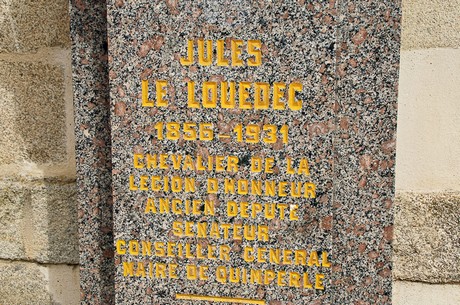 JULES
LE LOUEDEC
1856-1931
CHEVALIER DE LA
LEGION D'HONNEUR
ANCIEN DEPUTE
SENATEUR
CONSEILLER GENERAL
MAIRE DE QUIMPERLE